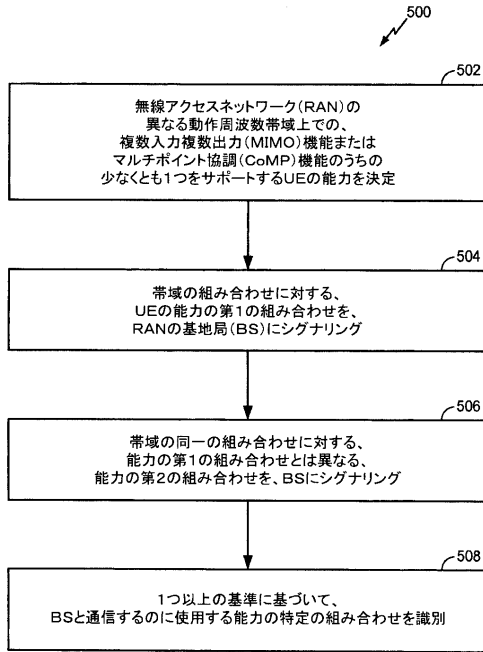 500
502
無線アクセスネットワーク(RAN)の
異なる動作周波数帯域上での、
複数入力複数出力(MIMO)機能または
マルチポイント協調(CoMP)機能のうちの
少なくとも1つをサポートするUEの能力を決定
504
帯域の組み合わせに対する、
UEの能力の第1の組み合わせを、
RANの基地局(BS)にシグナリング
506
帯域の同一の組み合わせに対する、
能力の第1の組み合わせとは異なる、
能力の第2の組み合わせを、BSにシグナリング
508
1つ以上の基準に基づいて、
BSと通信するのに使用する能力の特定の組み合わせを識別